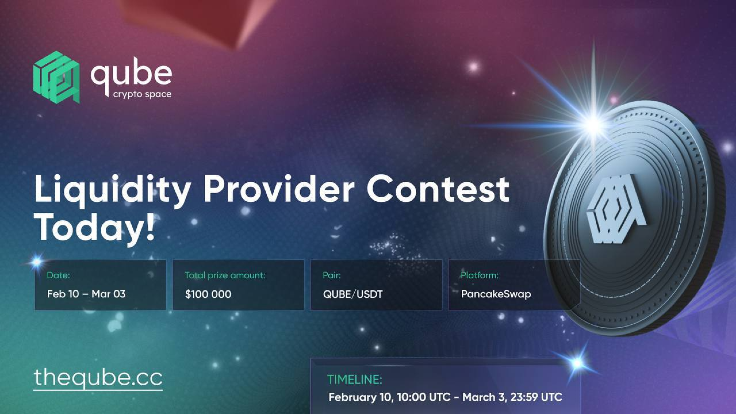 qube
crypto space
Liquidity Provider Contest
Today!
Date:
Feb 10 – Mar 03
Total prize amount:
$100 000
Pair:
QUBE/USDT
Platform:
PancakeSwap
theqube.cc
TIMELINE:
February 10, 10:00 UTC - March 3, 23:59 UTC